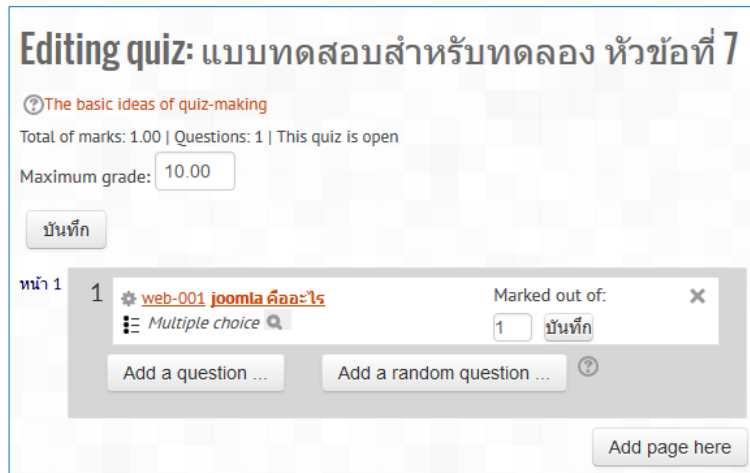 Editing quiz: แบบทดสอบสำหรับทดลอง หัวข้อที่ 7
The basic ideas of quiz-making
Total of marks: 1.00 | Questions: 1 | This quiz is open
Maximum grade: 10.00
บันทึก
หน้า 1
1 web-001 joomla คืออะไร Marked out of:
Multiple choice 1 บันทึก
Add a question ... Add a random question ...
Add page here